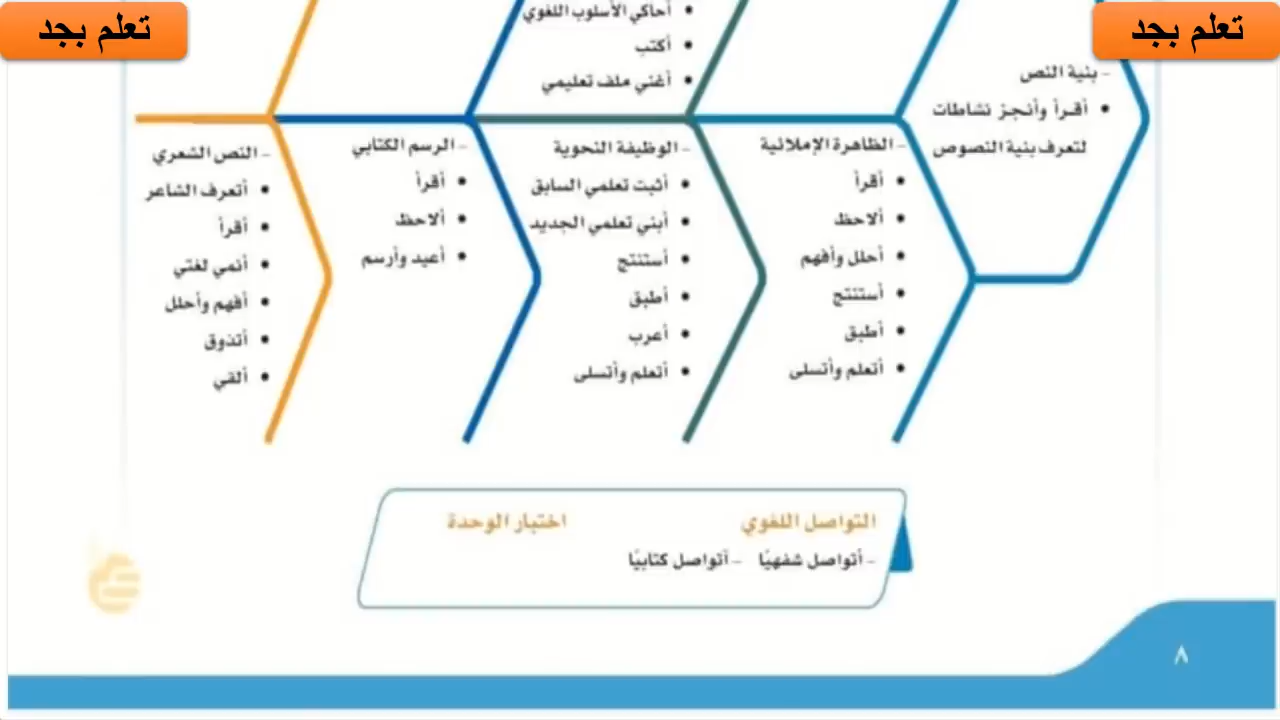 تعلم بجد
تعلم بجد
• أحاكي الأسلوب اللغوي
• أكتب
• أغني ملف تعليمي
- بنية النص
• أقرأ وأنجز نشاطات
لتعرف بنية النصوص
- الظاهرة الإملائية
• أقرأ
• ألاحظ
• أحلل وأفهم
• أستنتج
• أطبق
• أتعلم وأتسلى
- الوظيفة النحوية
• أثبت تعلمي السابق
• أبني تعلمي الجديد
• أستنتج
• أطبق
• أعرب
• أتعلم وأتسلى
- الرسم الكتابي
• أقرأ
• ألاحظ
• أعيد وأرسم
- النص الشعري
• أتعرف الشاعر
• أقرأ
• أنمي لغتي
• أفهم وأحلل
• أتذوق
• ألقي
التواصل اللغوي اختبار الوحدة
- أتواصل شفهيًا - أتواصل كتابيًا
٨